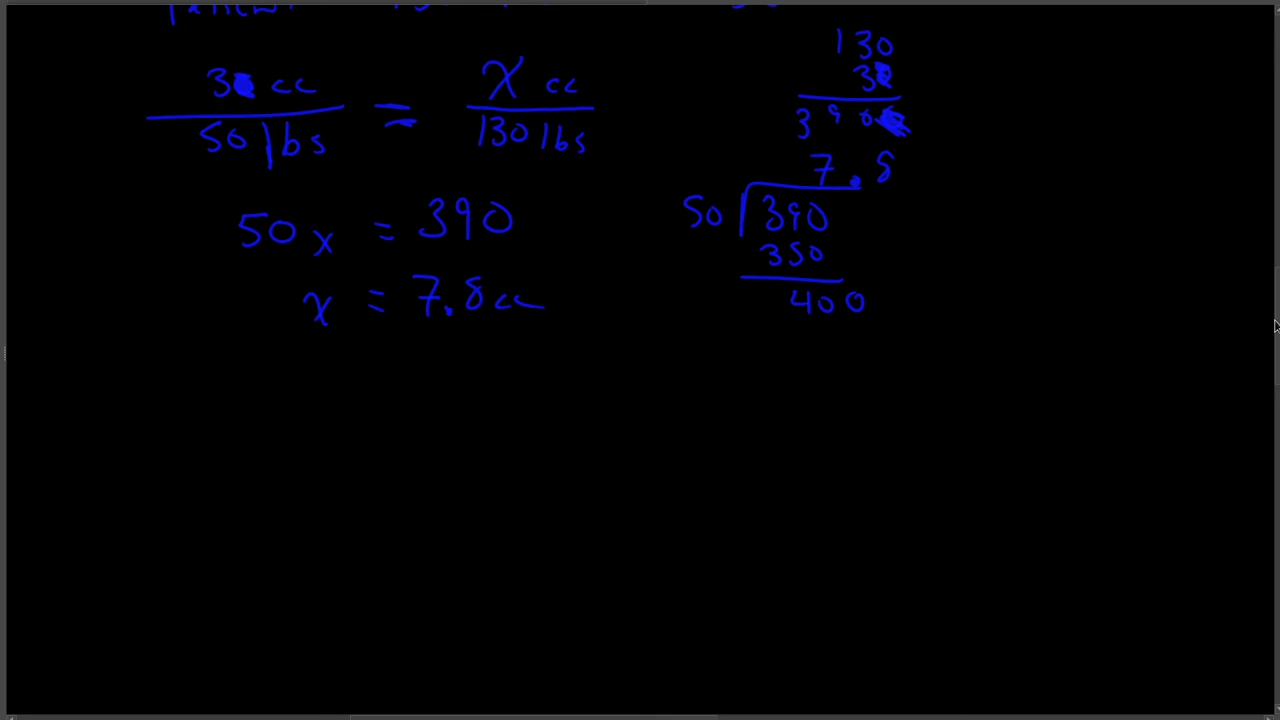 3 cc / 50 lbs = x cc / 130 lbs
50x = 390
x = 7.8 cc
130
3
390
7.8
50 390
350
400